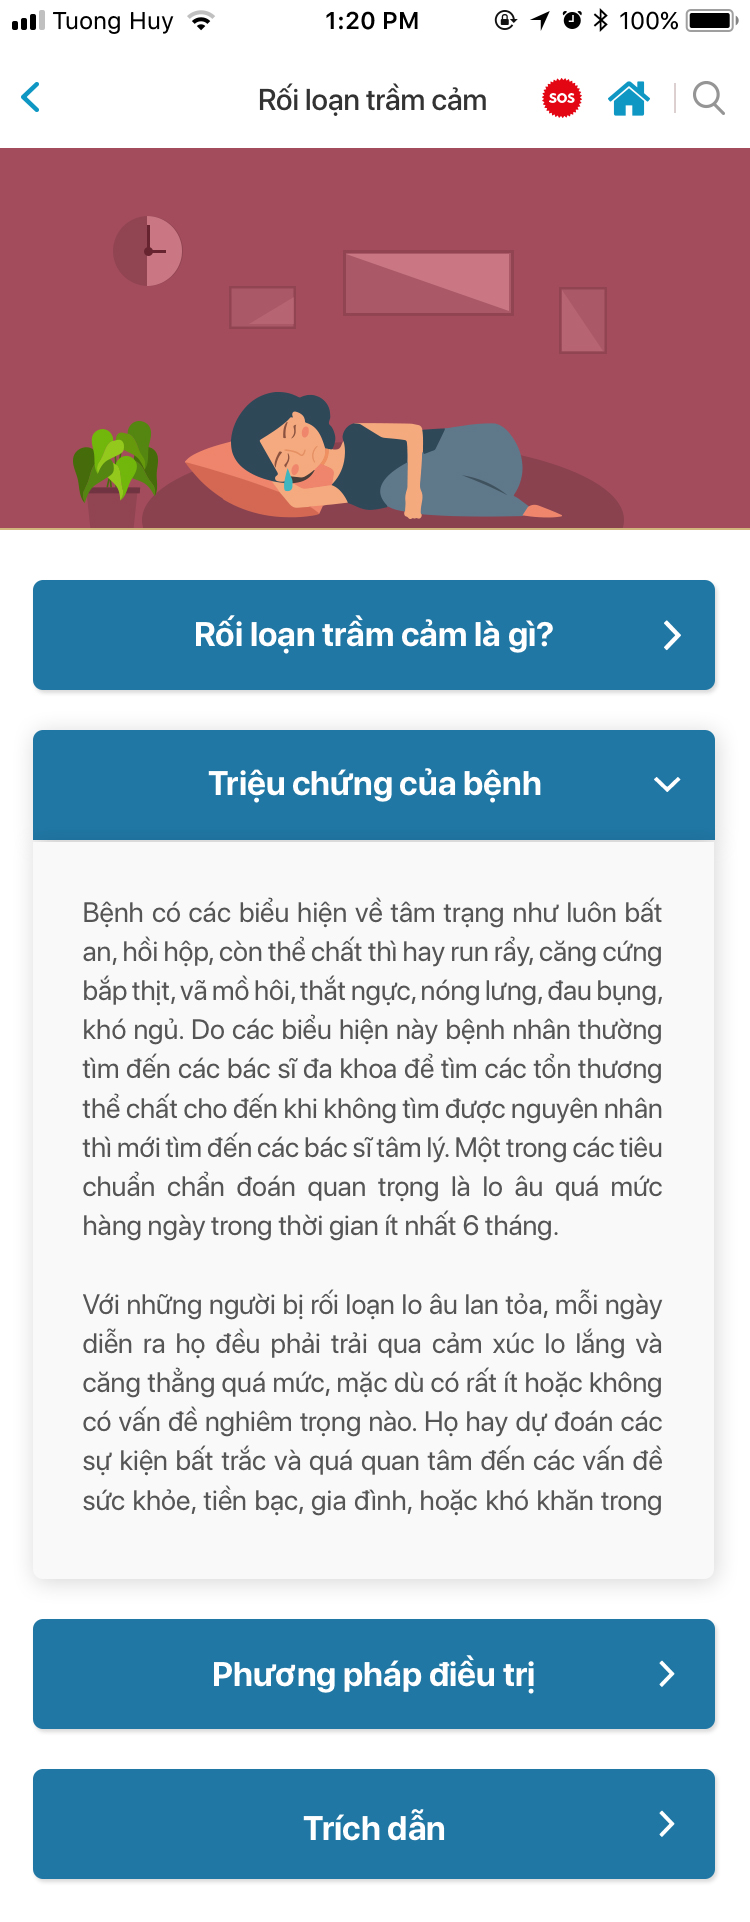 Tuong Huy
1:20 PM
100%
Rối loạn trầm cảm
SOS
Rối loạn trầm cảm là gì?
Triệu chứng của bệnh
Bệnh có các biểu hiện về tâm trạng như luôn bất
an, hồi hộp, còn thể chất thì hay run rẩy, căng cứng
bắp thịt, vã mồ hôi, thắt ngực, nóng lưng, đau bụng,
khó ngủ. Do các biểu hiện này bệnh nhân thường
tìm đến các bác sĩ đa khoa để tìm các tổn thương
thể chất cho đến khi không tìm được nguyên nhân
thì mới tìm đến các bác sĩ tâm lý. Một trong các tiêu
chuẩn chẩn đoán quan trọng là lo âu quá mức
hàng ngày trong thời gian ít nhất 6 tháng.
Với những người bị rối loạn lo âu lan tỏa, mỗi ngày
diễn ra họ đều phải trải qua cảm xúc lo lắng và
căng thẳng quá mức, mặc dù có rất ít hoặc không
có vấn đề nghiêm trọng nào. Họ hay dự đoán các
sự kiện bất trắc và quá quan tâm đến các vấn đề
sức khỏe, tiền bạc, gia đình, hoặc khó khăn trong
Phương pháp điều trị
Trích dẫn